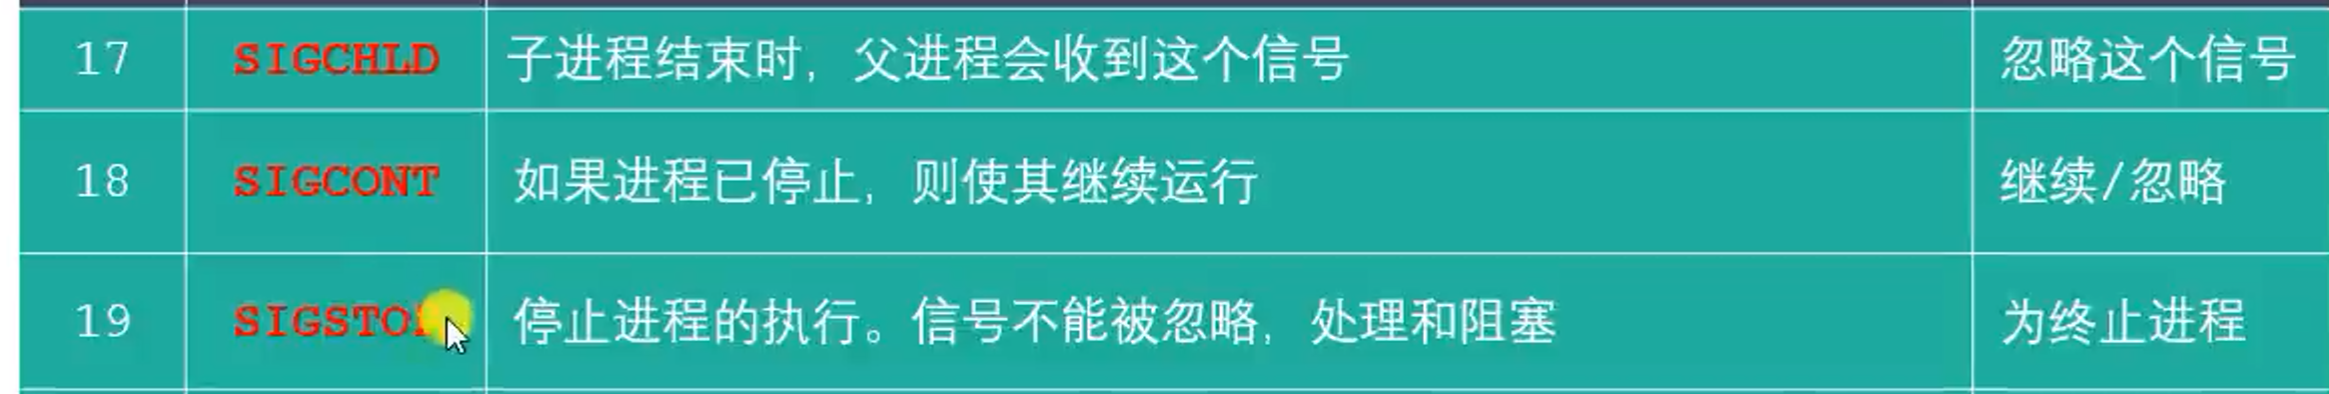 17 SIGCHLD 子进程结束时，父进程会收到这个信号 忽略这个信号
18 SIGCONT 如果进程已停止，则使其继续运行 继续/忽略
19 停止进程的执行。信号不能被忽略，处理和阻塞 为终止进程